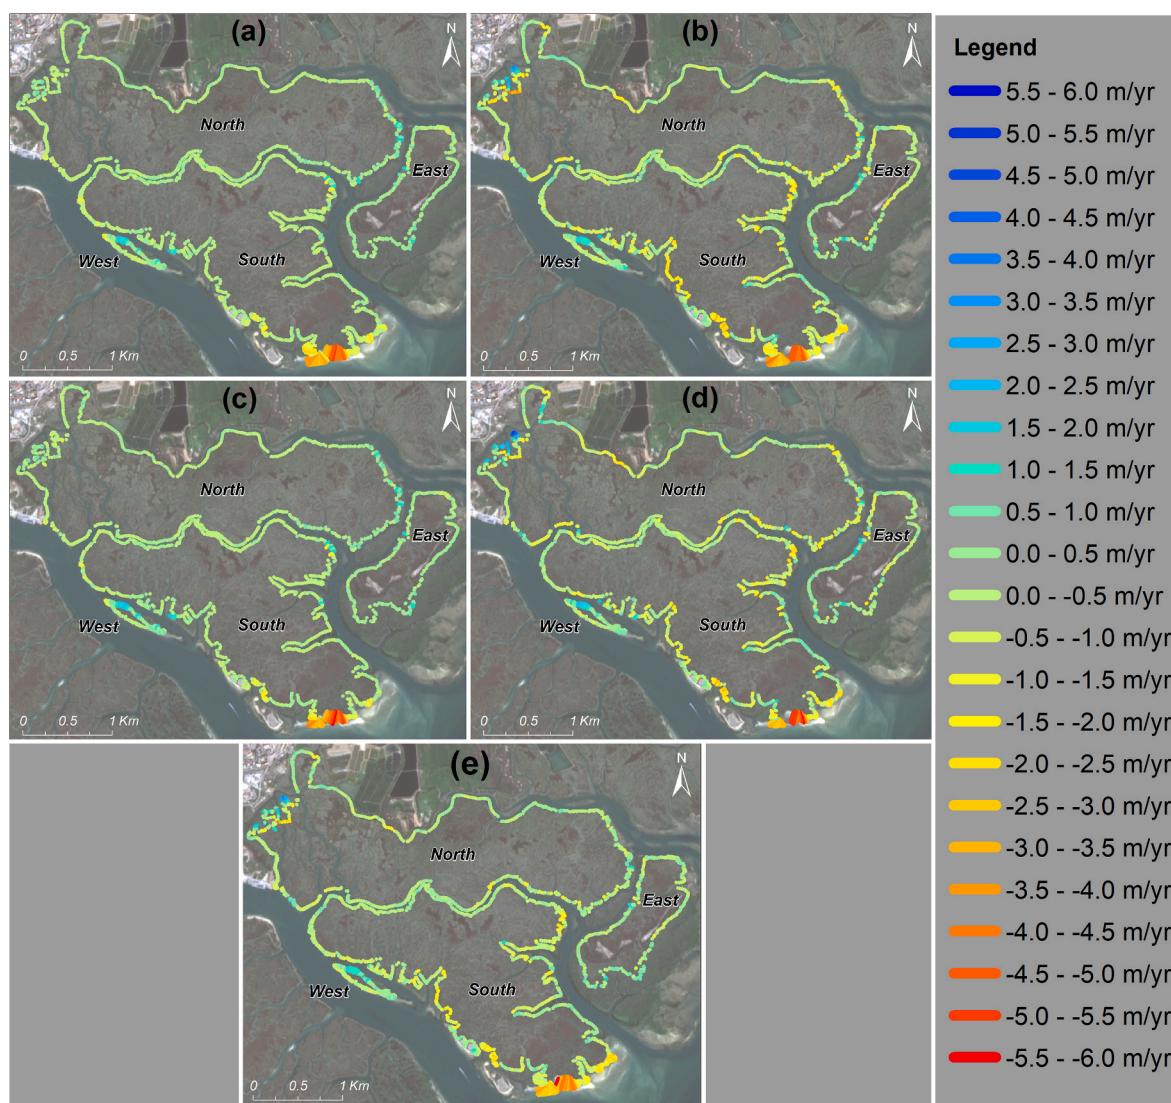 (a)
N
North
East
West
South
0 0.5 1 Km
(b)
N
North
East
West
South
0 0.5 1 Km
(c)
N
North
East
West
South
0 0.5 1 Km
(d)
N
North
East
West
South
0 0.5 1 Km
(e)
N
North
East
West
South
0 0.5 1 Km
Legend
5.5 - 6.0 m/yr
5.0 - 5.5 m/yr
4.5 - 5.0 m/yr
4.0 - 4.5 m/yr
3.5 - 4.0 m/yr
3.0 - 3.5 m/yr
2.5 - 3.0 m/yr
2.0 - 2.5 m/yr
1.5 - 2.0 m/yr
1.0 - 1.5 m/yr
0.5 - 1.0 m/yr
0.0 - 0.5 m/yr
0.0 - -0.5 m/yr
-0.5 - -1.0 m/yr
-1.0 - -1.5 m/yr
-1.5 - -2.0 m/yr
-2.0 - -2.5 m/yr
-2.5 - -3.0 m/yr
-3.0 - -3.5 m/yr
-3.5 - -4.0 m/yr
-4.0 - -4.5 m/yr
-4.5 - -5.0 m/yr
-5.0 - -5.5 m/yr
-5.5 - -6.0 m/yr